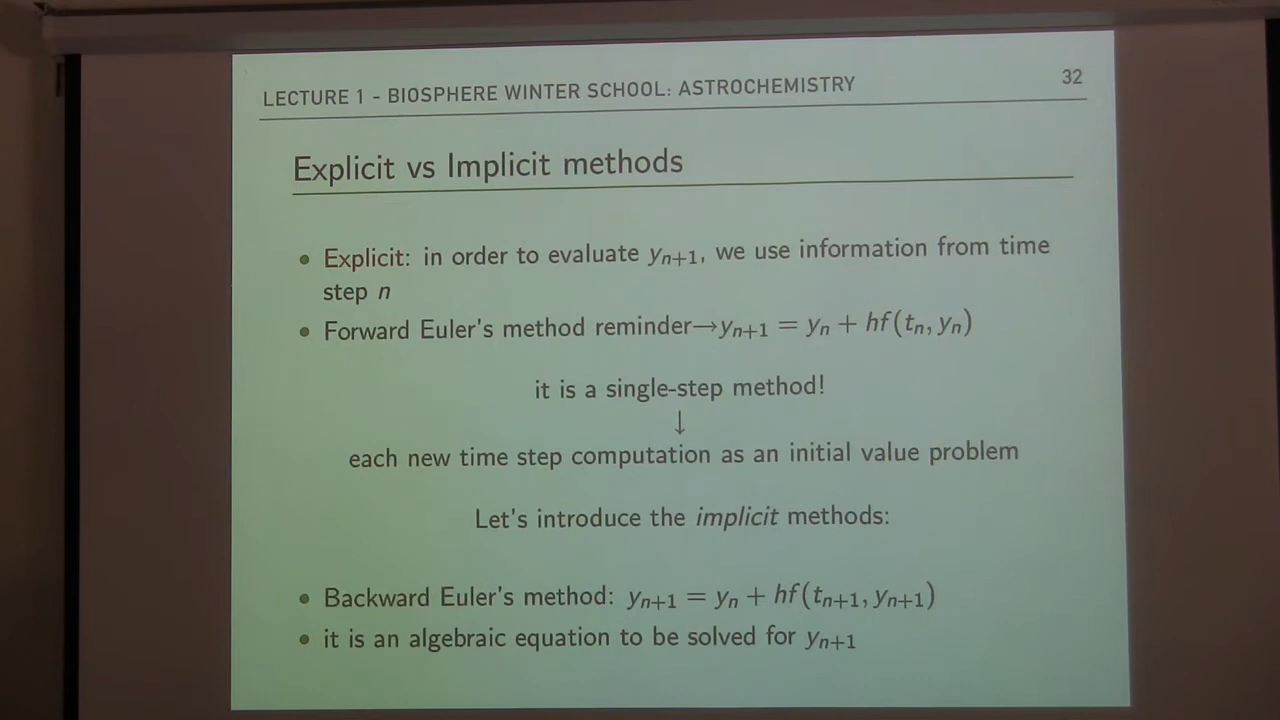 LECTURE 1 - BIOSPHERE WINTER SCHOOL: ASTROCHEMISTRY 32
Explicit vs Implicit methods
• Explicit: in order to evaluate yₙ₊₁, we use information from time
step n
• Forward Euler's method reminder→yₙ₊₁ = yₙ + hf(tₙ, yₙ)
it is a single-step method!
↓
each new time step computation as an initial value problem
Let's introduce the implicit methods:
• Backward Euler's method: yₙ₊₁ = yₙ + hf(tₙ₊₁, yₙ₊₁)
• it is an algebraic equation to be solved for yₙ₊₁